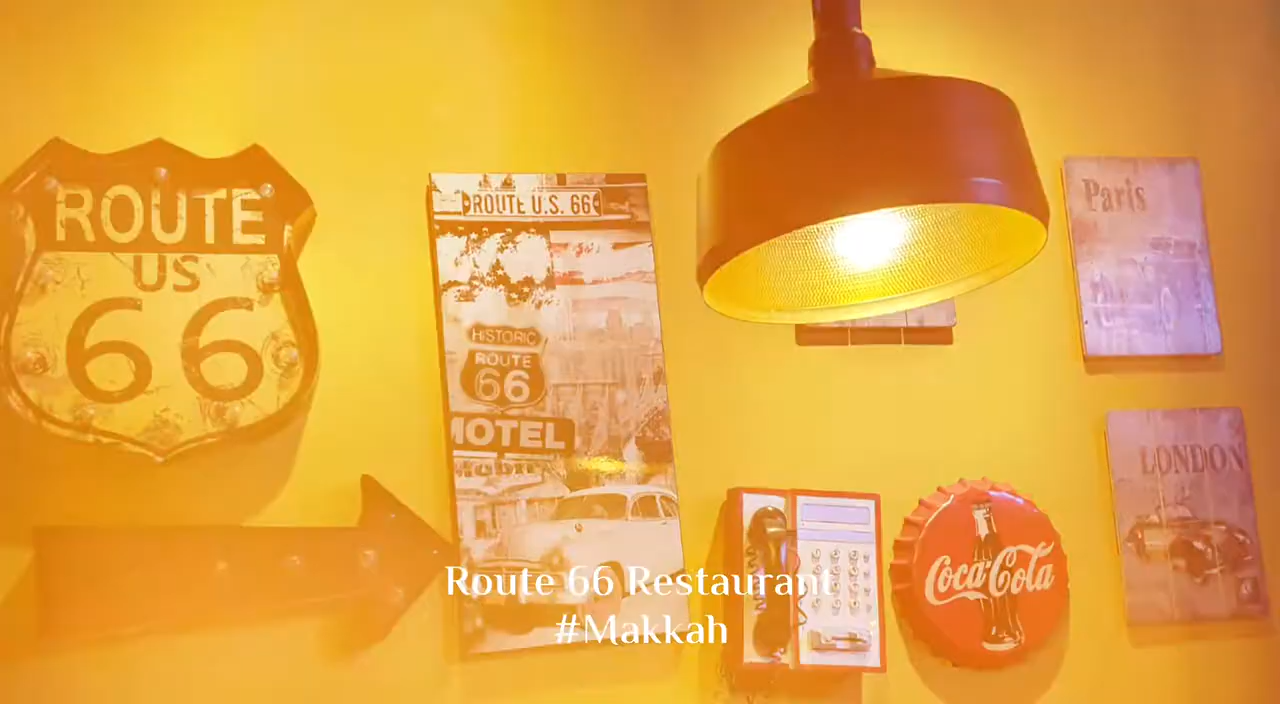 ROUTE
US
66
ROUTE U.S. 66
HISTORIC
ROUTE
66
MOTEL
Paris
LONDON
Coca-Cola
Route 66 Restaurant
#Makkah